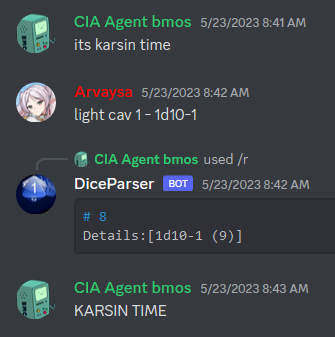 CIA Agent bmos 5/23/2023 8:41 AM
its karsin time
Arvaysa 5/23/2023 8:42 AM
light cav 1 - 1d10-1
CIA Agent bmos used /r
1
DiceParser BOT 5/23/2023 8:42 AM
# 8
Details:[1d10-1 (9)]
CIA Agent bmos 5/23/2023 8:43 AM
KARSIN TIME